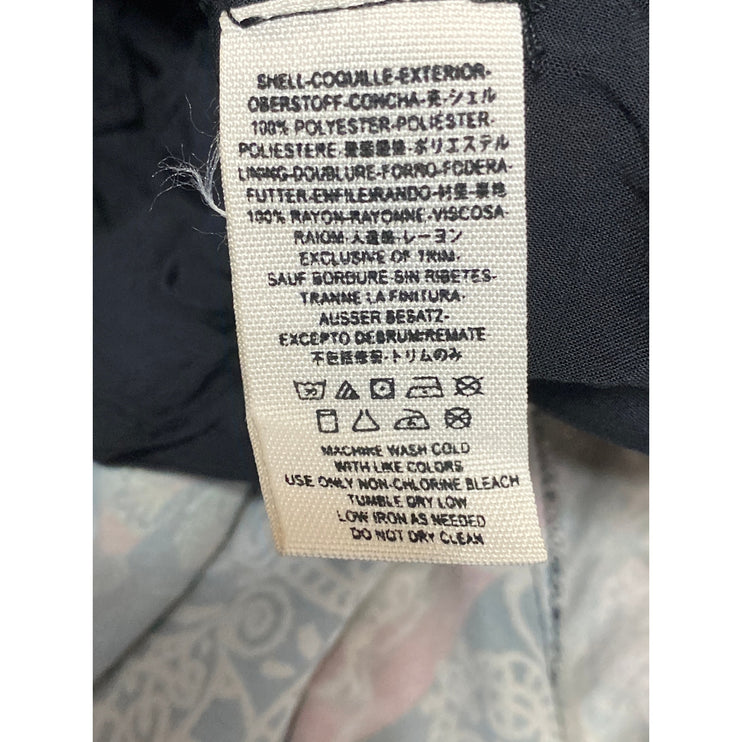 SHELL-COQUILLE-EXTERIOR-
OBERSTOFF-CONCHA-売-シェル
100% POLYESTER-POLIÉSTER-
POLIESTERE-聚酯纖維-ポリエステル
LINING-DOUBLURE-FORRO-FODERA-
FUTTER-ENFILEIRANDO-村里-裏地
100% RAYON-RAYONNE-VISCOSA-
RAIOM-人造絲-レーヨン
EXCLUSIVE OF TRIM-
SAUF BORDURE SIN RIBETES-
TRANNE LA FINITURA-
AUSSER BESATZ-
EXCEPTO DEBRUM/REMATE
不包括修剪-トリムのみ
30
MACHINE WASH COLD
WITH LIKE COLORS
USE ONLY NON-CHLORINE BLEACH
TUMBLE DRY LOW
LOW IRON AS NEEDED
DO NOT DRY CLEAN